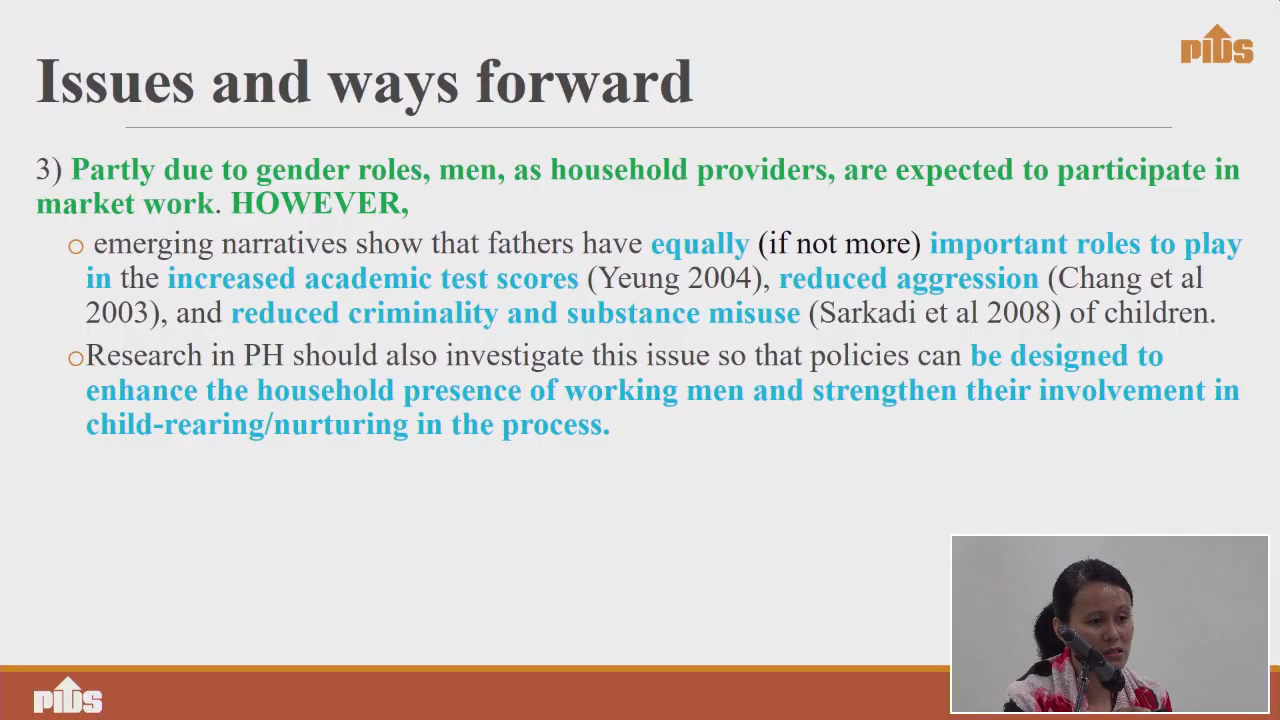 PIDS
Issues and ways forward
3) Partly due to gender roles, men, as household providers, are expected to participate in
market work. HOWEVER,
o emerging narratives show that fathers have equally (if not more) important roles to play
in the increased academic test scores (Yeung 2004), reduced aggression (Chang et al
2003), and reduced criminality and substance misuse (Sarkadi et al 2008) of children.
oResearch in PH should also investigate this issue so that policies can be designed to
enhance the household presence of working men and strengthen their involvement in
child-rearing/nurturing in the process.
PIDS